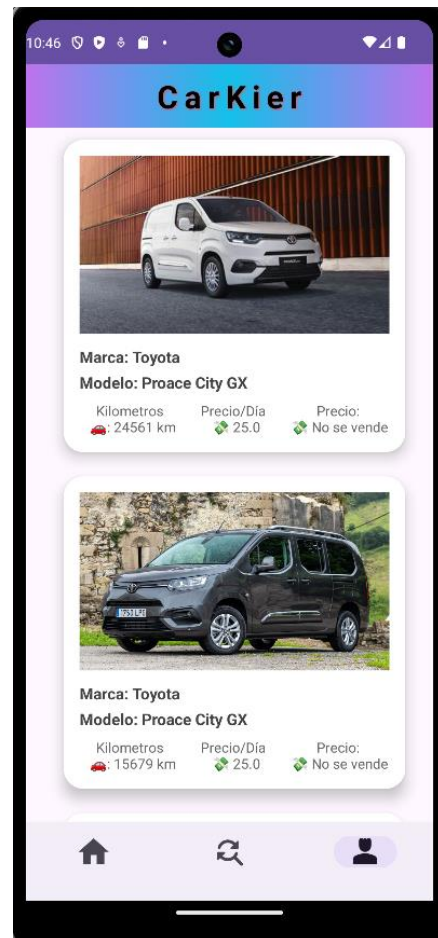 10:46
CarKier
Marca: Toyota
Modelo: Proace City GX
Kilometros Precio/Día Precio:
🚗: 24561 km 💸 25.0 💸 No se vende
Marca: Toyota
Modelo: Proace City GX
Kilometros Precio/Día Precio:
🚗: 15679 km 💸 25.0 💸 No se vende